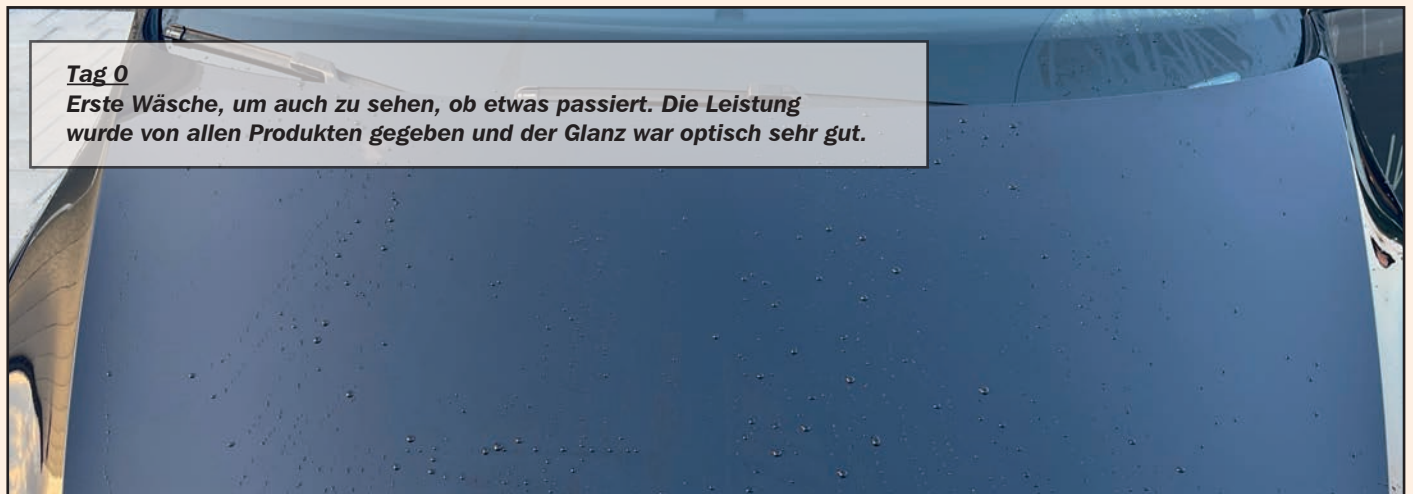 Tag 0
Erste Wäsche, um auch zu sehen, ob etwas passiert. Die Leistung
wurde von allen Produkten gegeben und der Glanz war optisch sehr gut.